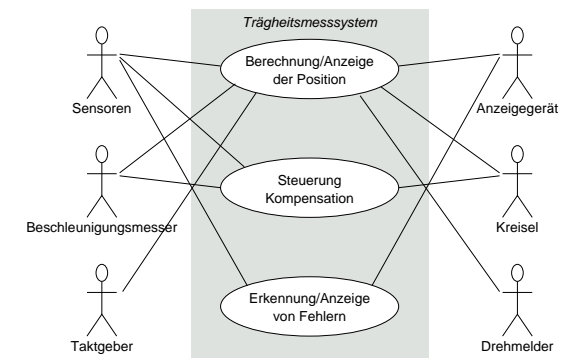 Trägheitsmesssystem
Sensoren
Berechnung/Anzeige
der Position
Anzeigegerät
Beschleunigungsmesser
Steuerung
Kompensation
Kreisel
Taktgeber
Erkennung/Anzeige
von Fehlern
Drehmelder